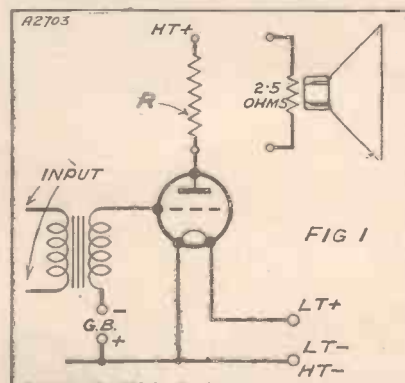 A2703
HT+
R
2·5
OHMS
INPUT
FIG 1
-
G.B.
+
LT+
LT-
HT-